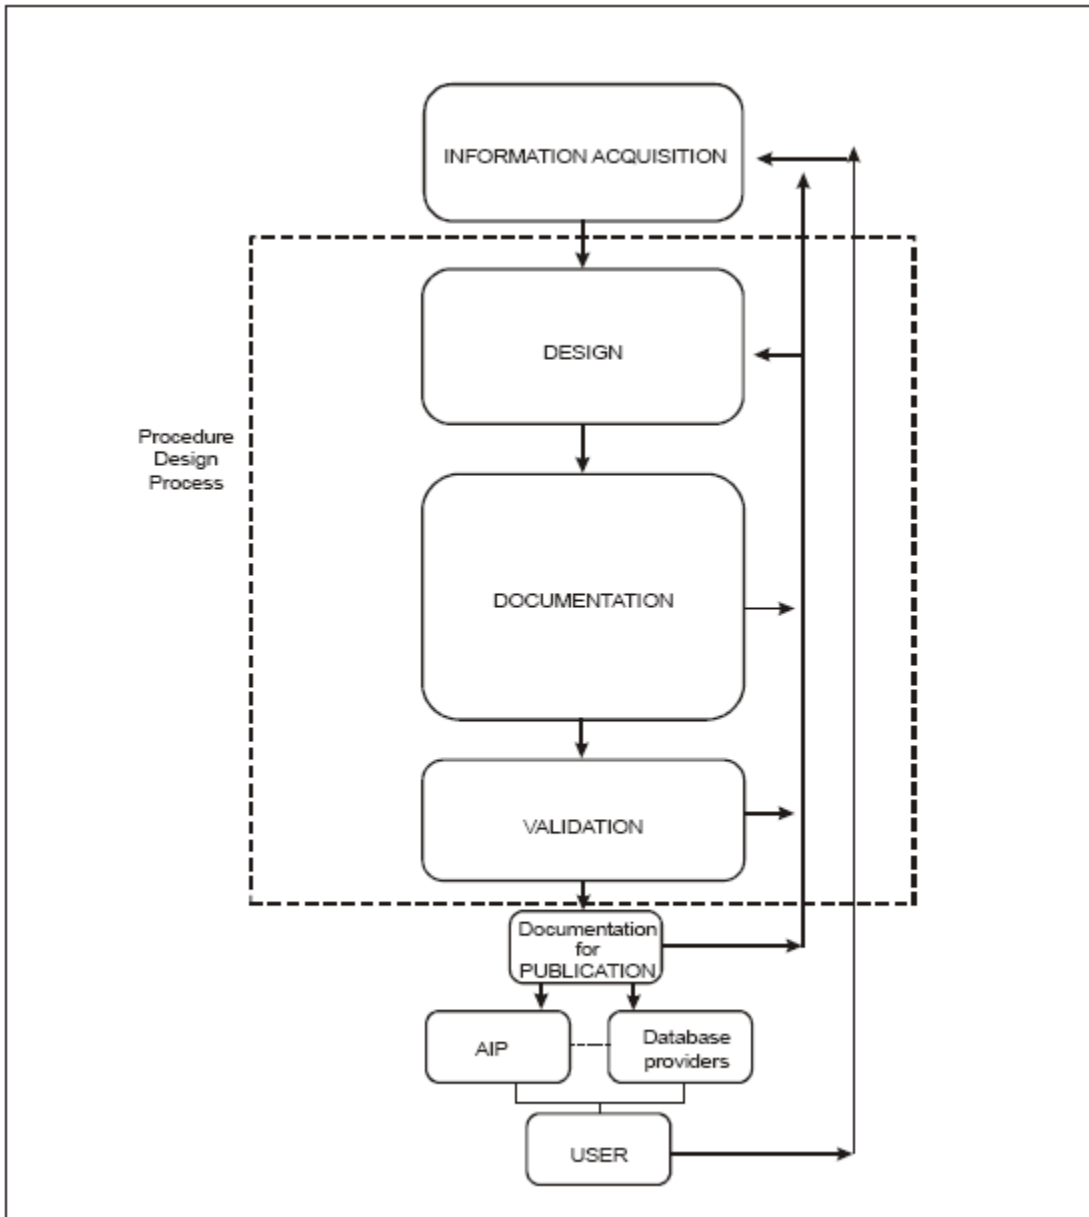 INFORMATION ACQUISITION
DESIGN
Procedure
Design
Process
DOCUMENTATION
VALIDATION
Documentation
for
PUBLICATION
AIP
Database
providers
USER